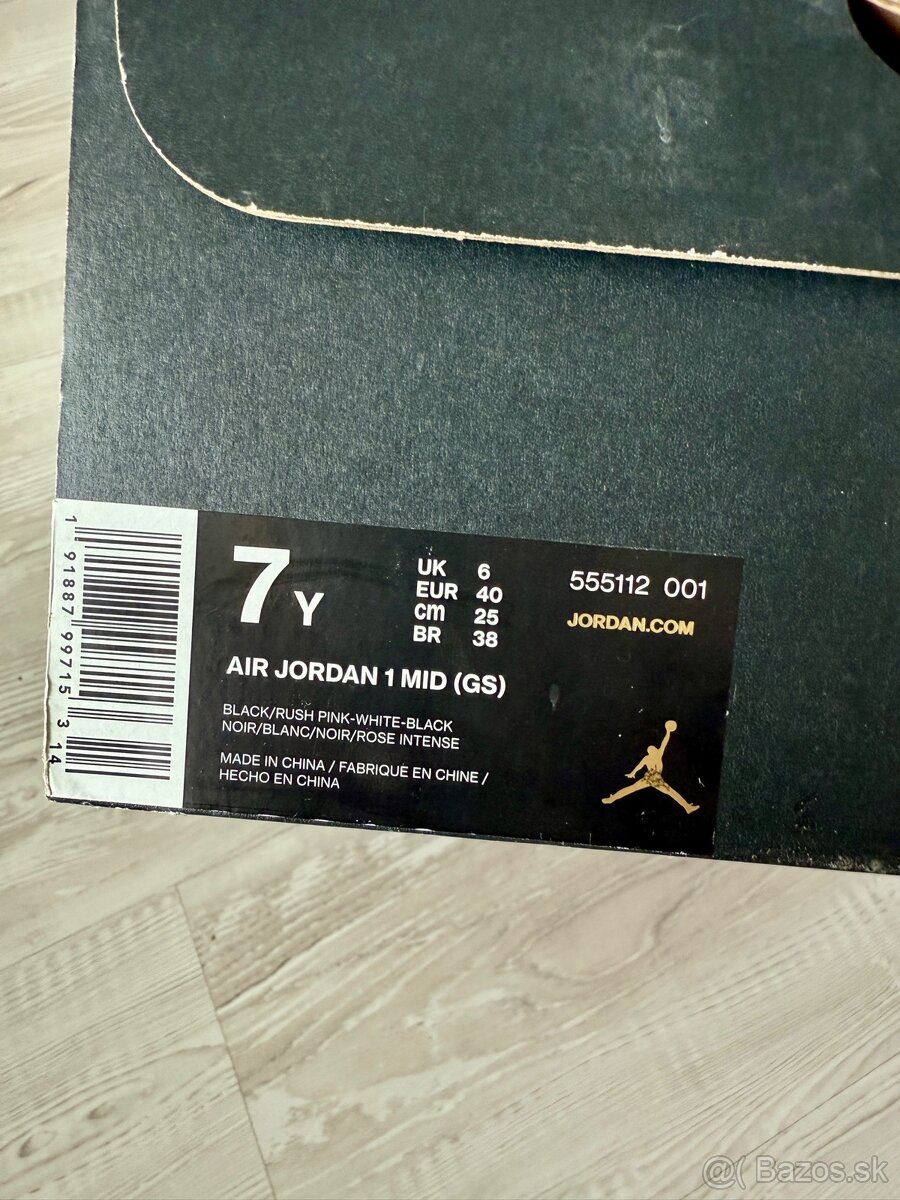 1 91887 99715 3 14
7 Y
UK 6
EUR 40
cm 25
BR 38
555112 001
JORDAN.COM
AIR JORDAN 1 MID (GS)
BLACK/RUSH PINK-WHITE-BLACK
NOIR/BLANC/NOIR/ROSE INTENSE
MADE IN CHINA / FABRIQUÉ EN CHINE /
HECHO EN CHINA
@( Bazos.sk